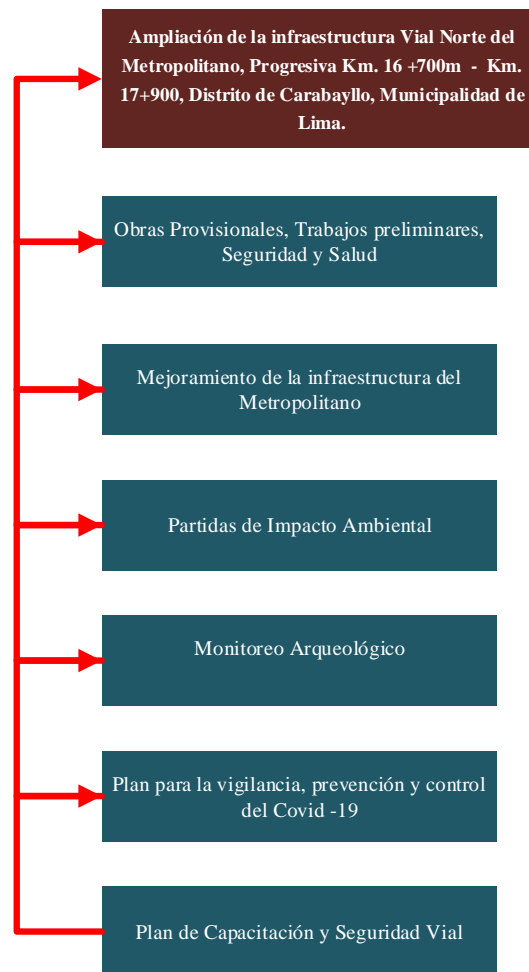 Ampliación de la infraestructura Vial Norte del
Metropolitano, Progresiva Km. 16 +700m - Km.
17+900, Distrito de Carabayllo, Municipalidad de
Lima.
Obras Provisionales, Trabajos preliminares,
Seguridad y Salud
Mejoramiento de la infraestructura del
Metropolitano
Partidas de Impacto Ambiental
Monitoreo Arqueológico
Plan para la vigilancia, prevención y control
del Covid -19
Plan de Capacitación y Seguridad Vial